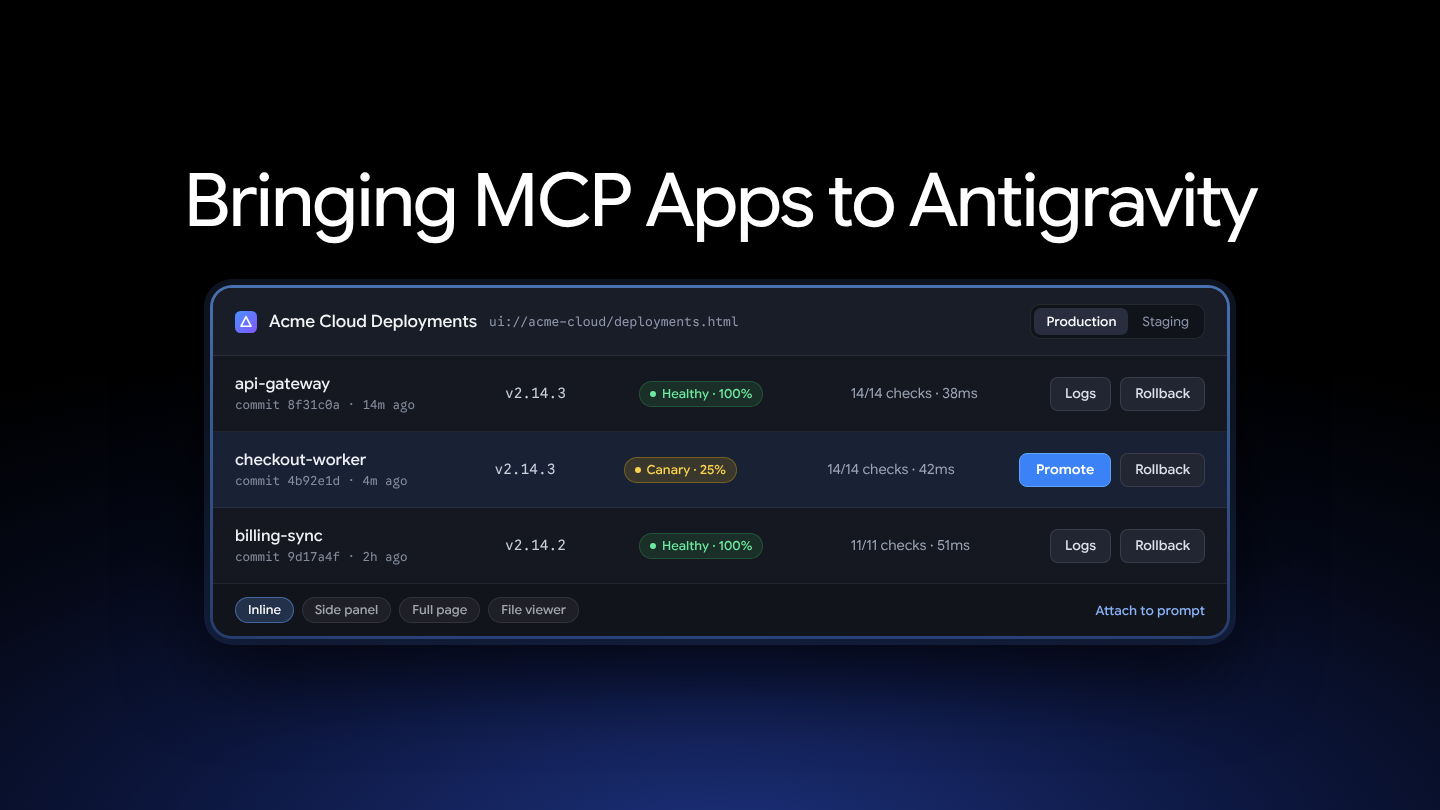 Bringing MCP Apps to Antigravity
Acme Cloud Deployments ui://acme-cloud/deployments.html Production Staging
api-gateway
commit 8f31c0a · 14m ago
v2.14.3 Healthy · 100% 14/14 checks · 38ms Logs Rollback
checkout-worker
commit 4b92e1d · 4m ago
v2.14.3 Canary · 25% 14/14 checks · 42ms Promote Rollback
billing-sync
commit 9d17a4f · 2h ago
v2.14.2 Healthy · 100% 11/11 checks · 51ms Logs Rollback
Inline Side panel Full page File viewer Attach to prompt